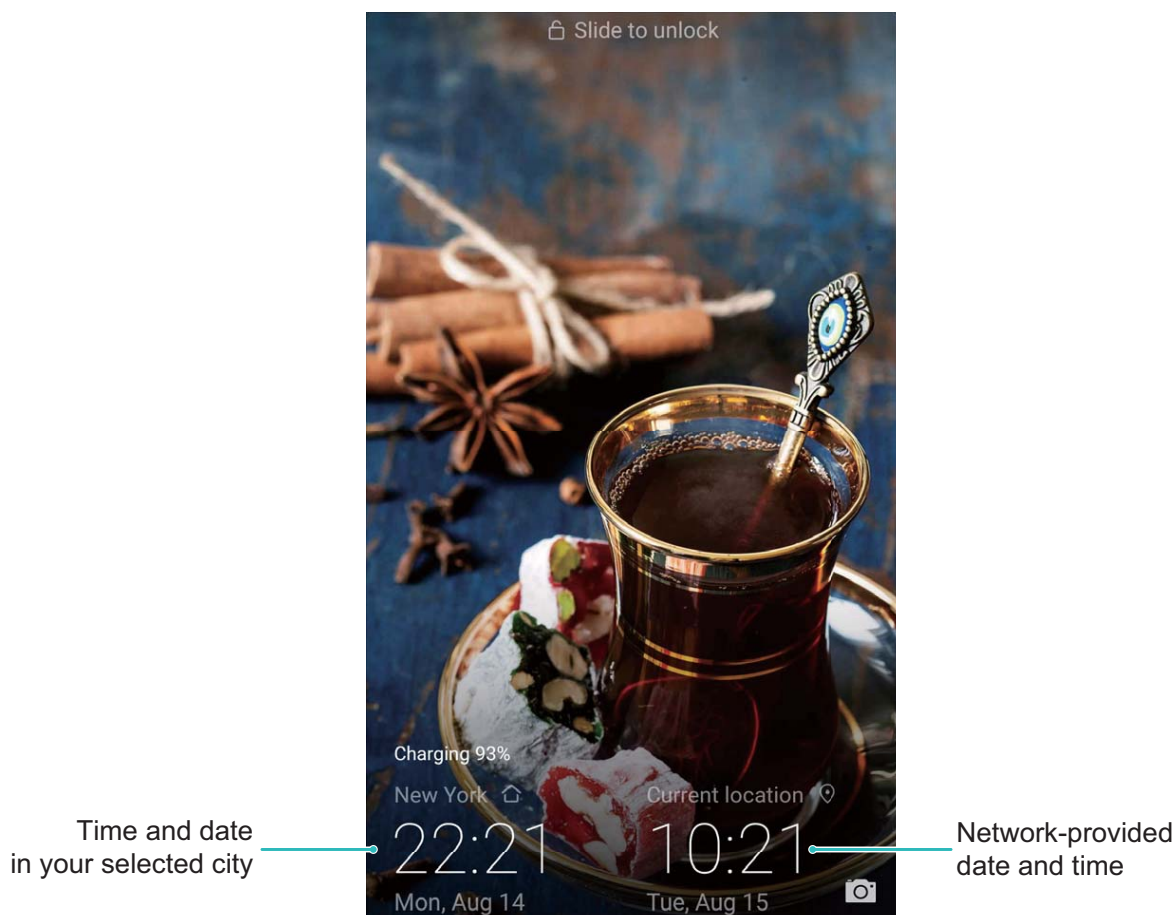 Slide to unlock
Charging 93%
New York
Current location
22:21
10:21
Mon, Aug 14
Tue, Aug 15
Time and date
in your selected city
Network-provided
date and time